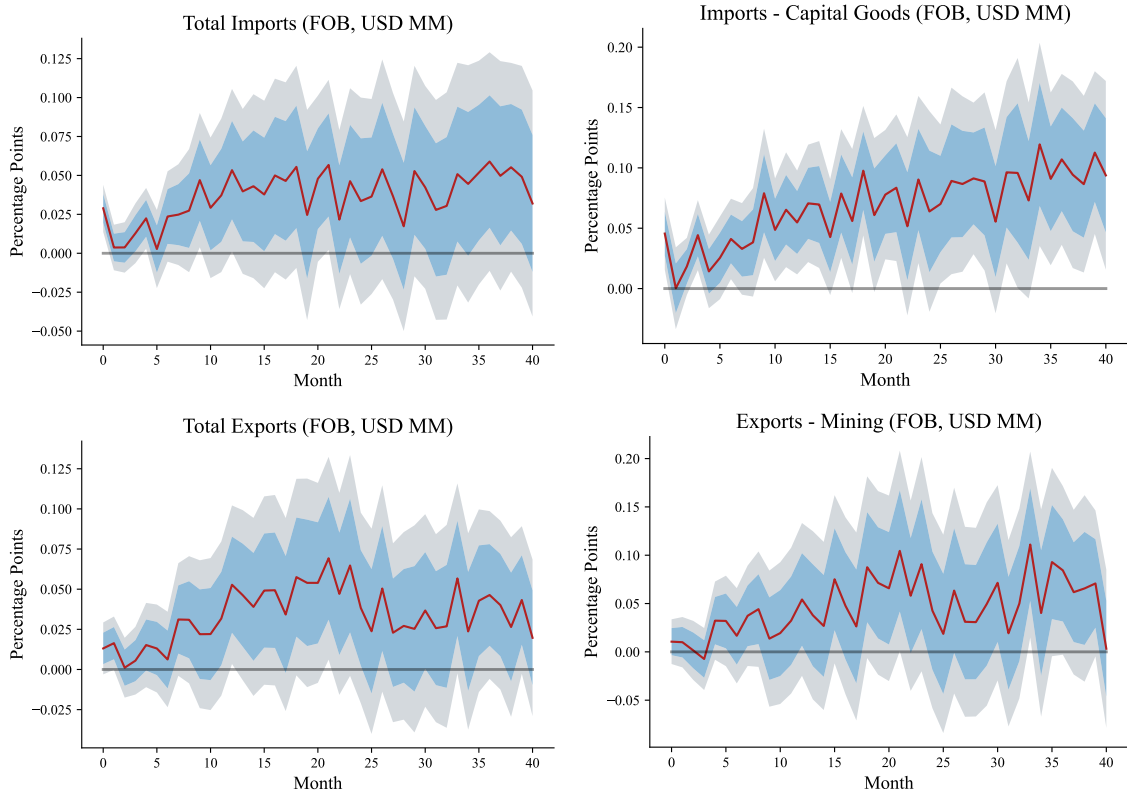 Total Imports (FOB, USD MM)
Percentage Points
0.125
0.100
0.075
0.050
0.025
0.000
−0.025
−0.050
0 5 10 15 20 25 30 35 40
Month
Imports - Capital Goods (FOB, USD MM)
Percentage Points
0.20
0.15
0.10
0.05
0.00
0 5 10 15 20 25 30 35 40
Month
Total Exports (FOB, USD MM)
Percentage Points
0.125
0.100
0.075
0.050
0.025
0.000
−0.025
0 5 10 15 20 25 30 35 40
Month
Exports - Mining (FOB, USD MM)
Percentage Points
0.20
0.15
0.10
0.05
0.00
−0.05
0 5 10 15 20 25 30 35 40
Month